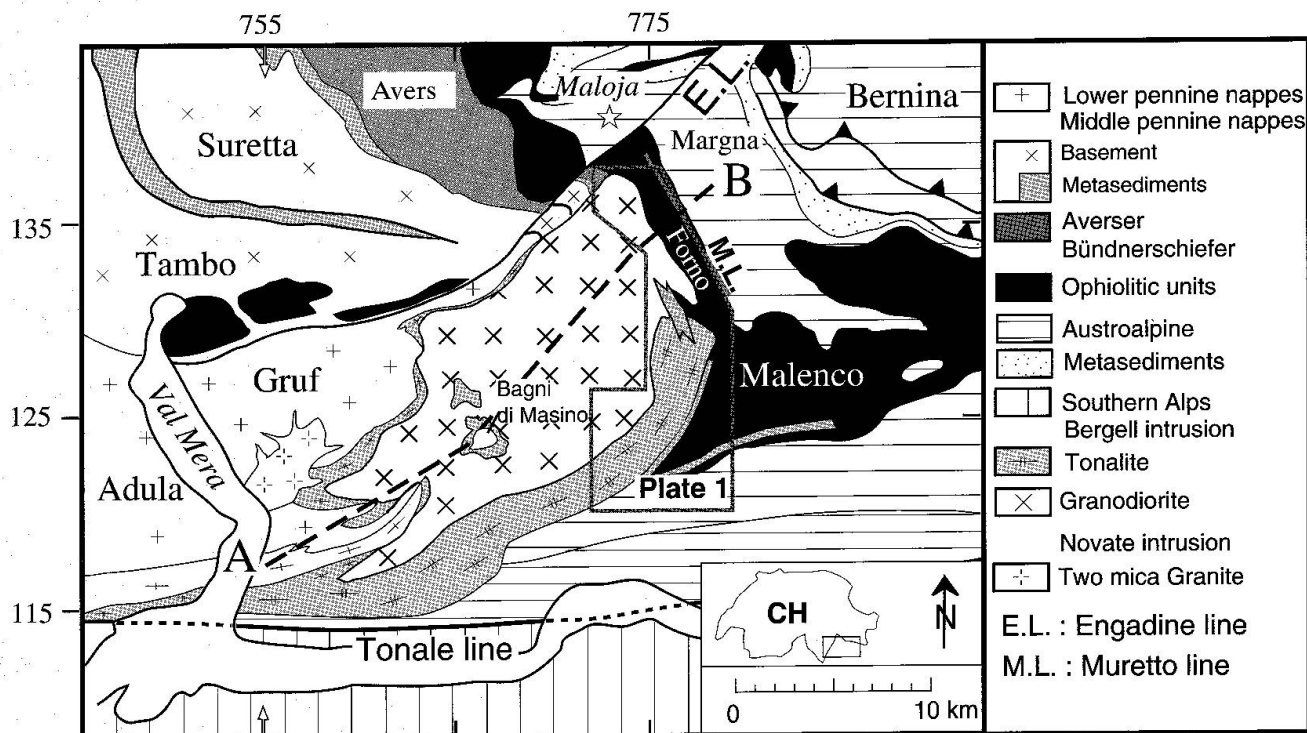 755
775
135
125
115
Avers
Maloja
E.L.
Bernina
Suretta
Margna
B
Tambo
Forno
M.L.
Gruf
Val Mera
Bagni
di Masino
Malenco
Adula
Plate 1
A
Tonale line
CH
N
0
10 km
Lower pennine nappes
Middle pennine nappes
Basement
Metasediments
Averser
Bündnerschiefer
Ophiolitic units
Austroalpine
Metasediments
Southern Alps
Bergell intrusion
Tonalite
Granodiorite
Novate intrusion
Two mica Granite
E.L. : Engadine line
M.L. : Muretto line